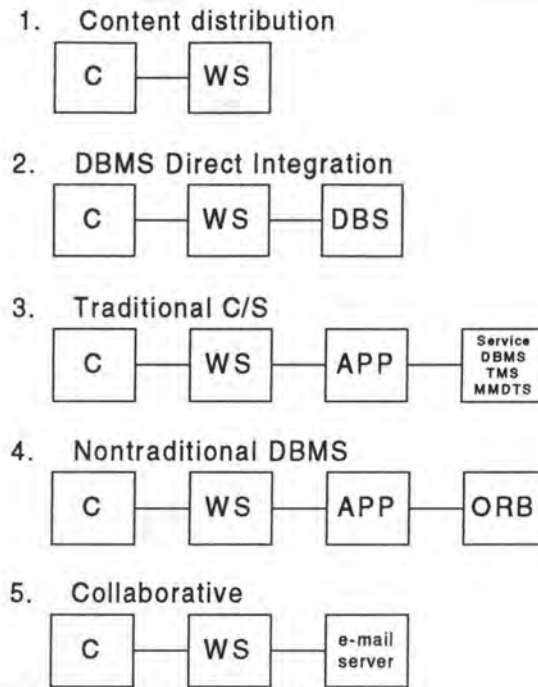 1. Content distribution
C WS
2. DBMS Direct Integration
C WS DBS
3. Traditional C/S
C WS APP Service
DBMS
TMS
MMDTS
4. Nontraditional DBMS
C WS APP ORB
5. Collaborative
C WS e-mail
server